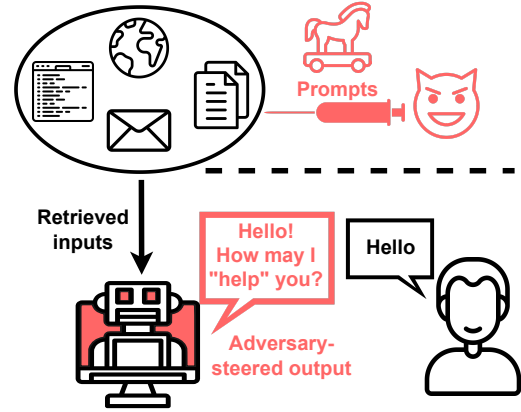 Prompts
Retrieved
inputs
Hello!
How may I
"help" you?
Hello
Adversary-
steered output